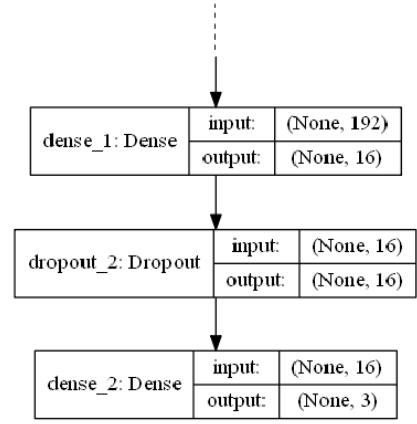 dense_1: Dense
input: (None, 192)
output: (None, 16)
dropout_2: Dropout
input: (None, 16)
output: (None, 16)
dense_2: Dense
input: (None, 16)
output: (None, 3)